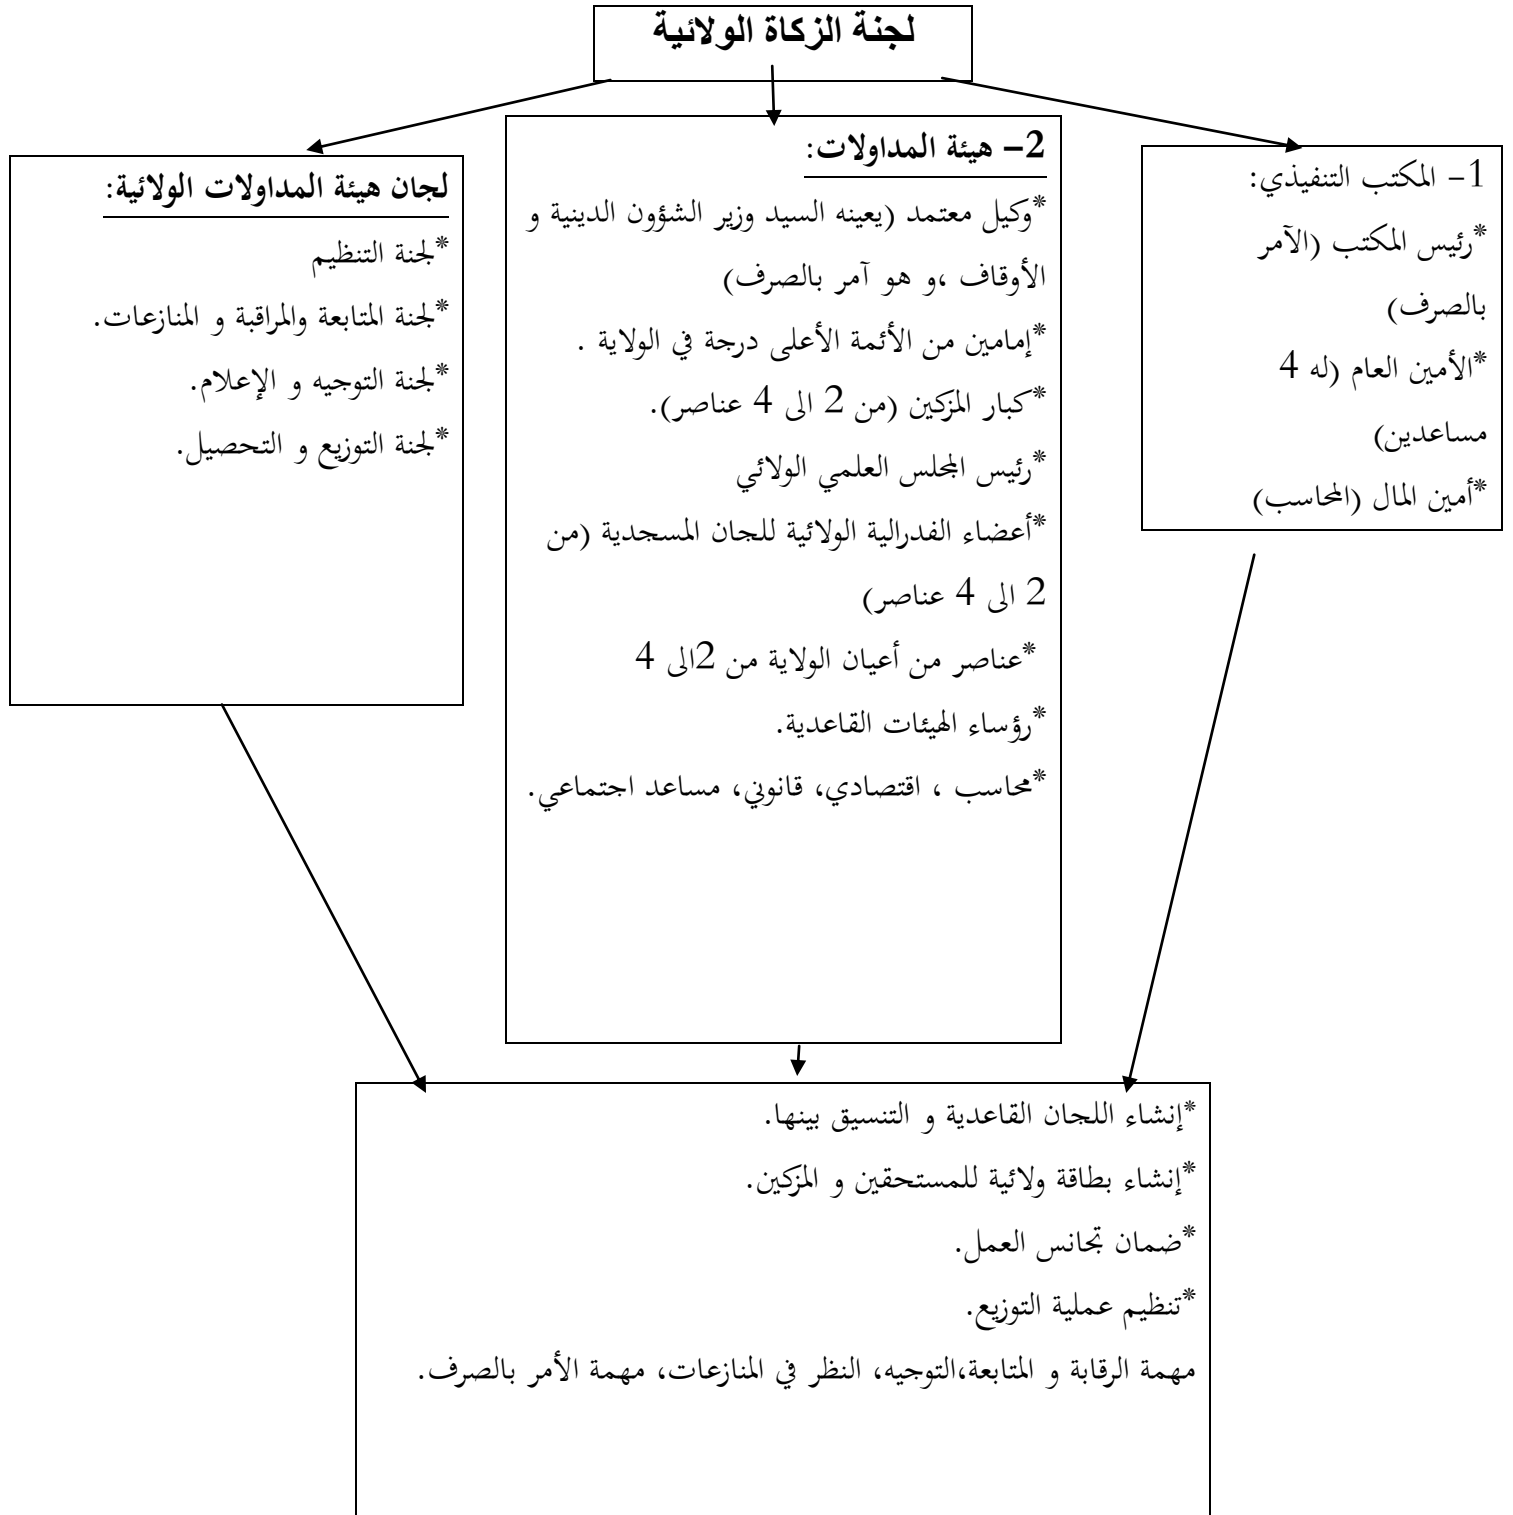 لجنة الزكاة الولائية
1– المكتب التنفيذي:
*رئيس المكتب (الآمر
بالصرف)
*الأمين العام (له 4
مساعدين)
*أمين المال (المحاسب)
2– هيئة المداولات:
*وكيل معتمد (يعينه السيد وزير الشؤون الدينية و
الأوقاف ،و هو آمر بالصرف)
*إمامين من الأئمة الأعلى درجة في الولاية .
*كبار المزكين (من 2 الى 4 عناصر).
*رئيس المجلس العلمي الولائي
*أعضاء الفدرالية الولائية للجان المسجدية (من
2 الى 4 عناصر)
*عناصر من أعيان الولاية من 2الى 4
*رؤساء الهيئات القاعدية.
*محاسب ، اقتصادي، قانوني، مساعد اجتماعي.
لجان هيئة المداولات الولائية:
*لجنة التنظيم
*لجنة المتابعة والمراقبة و المنازعات.
*لجنة التوجيه و الإعلام.
*لجنة التوزيع و التحصيل.
*إنشاء اللجان القاعدية و التنسيق بينها.
*إنشاء بطاقة ولائية للمستحقين و المزكين.
*ضمان تجانس العمل.
*تنظيم عملية التوزيع.
مهمة الرقابة و المتابعة،التوجيه، النظر في المنازعات، مهمة الأمر بالصرف.